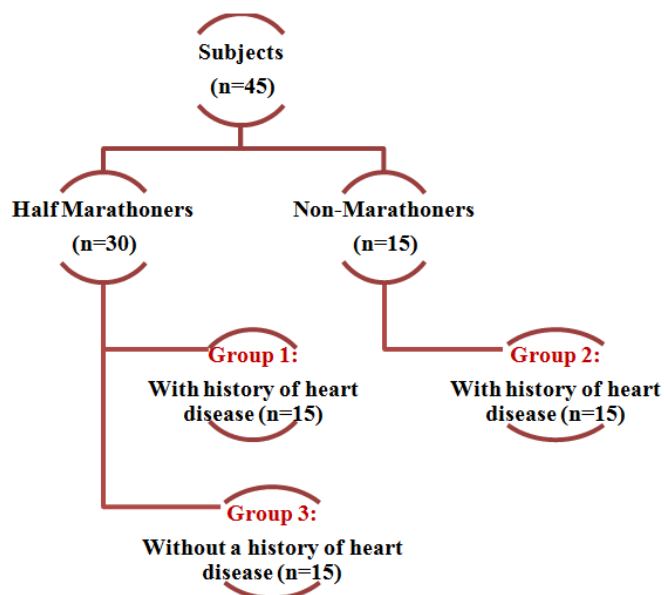 Subjects
(n=45)
Half Marathoners
(n=30)
Non-Marathoners
(n=15)
Group 1:
With history of heart
disease (n=15)
Group 2:
With history of heart
disease (n=15)
Group 3:
Without a history of heart
disease (n=15)